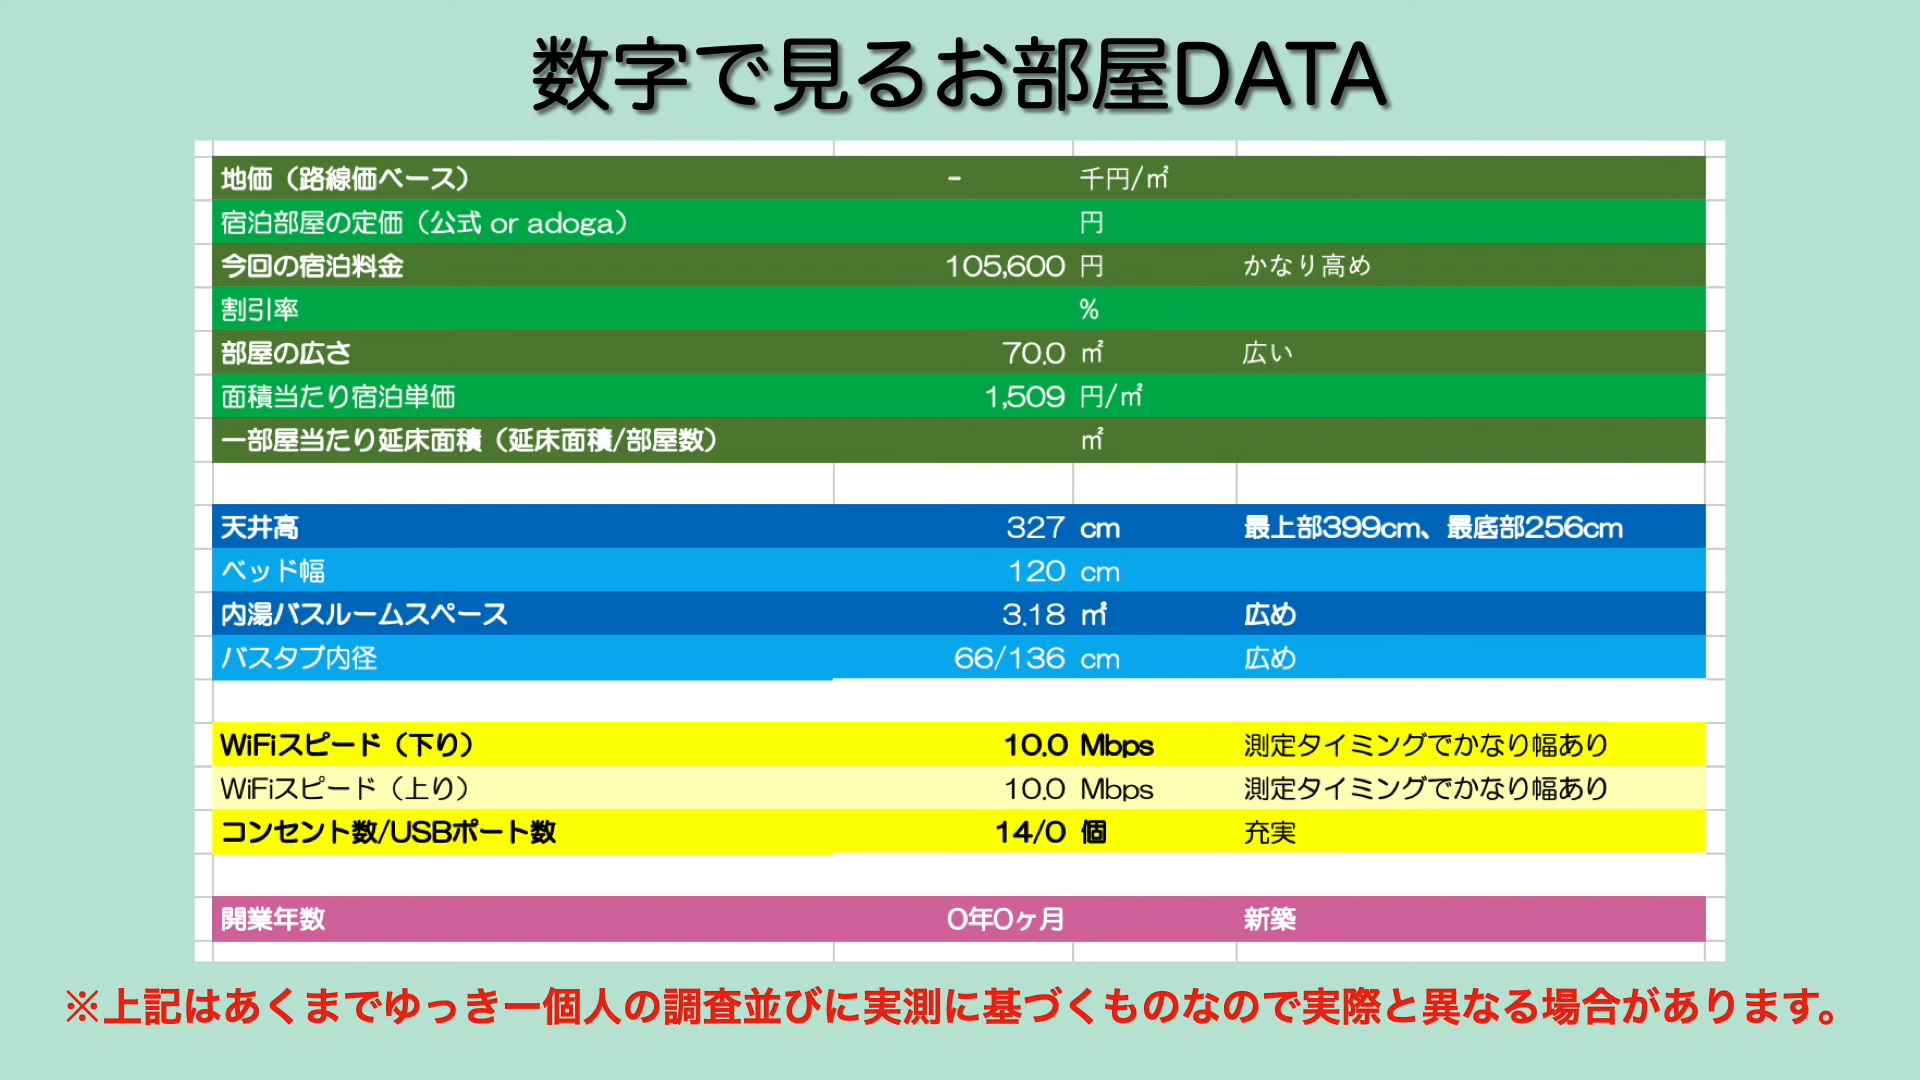 数字で見るお部屋DATA
地価（路線価ベース） - 千円/㎡
宿泊部屋の定価（公式 or adoga） 円
今回の宿泊料金 105,600 円 かなり高め
割引率 %
部屋の広さ 70.0 ㎡ 広い
面積当たり宿泊単価 1,509 円/㎡
一部屋当たり延床面積（延床面積/部屋数） ㎡
天井高 327 cm 最上部399cm、最底部256cm
ベッド幅 120 cm
内湯バスルームスペース 3.18 ㎡ 広め
バスタブ内径 66/136 cm 広め
WiFiスピード（下り） 10.0 Mbps 測定タイミングでかなり幅あり
WiFiスピード（上り） 10.0 Mbps 測定タイミングでかなり幅あり
コンセント数/USBポート数 14/0 個 充実
開業年数 0年0ヶ月 新築
※上記はあくまでゆっきー個人の調査並びに実測に基づくものなので実際と異なる場合があります。